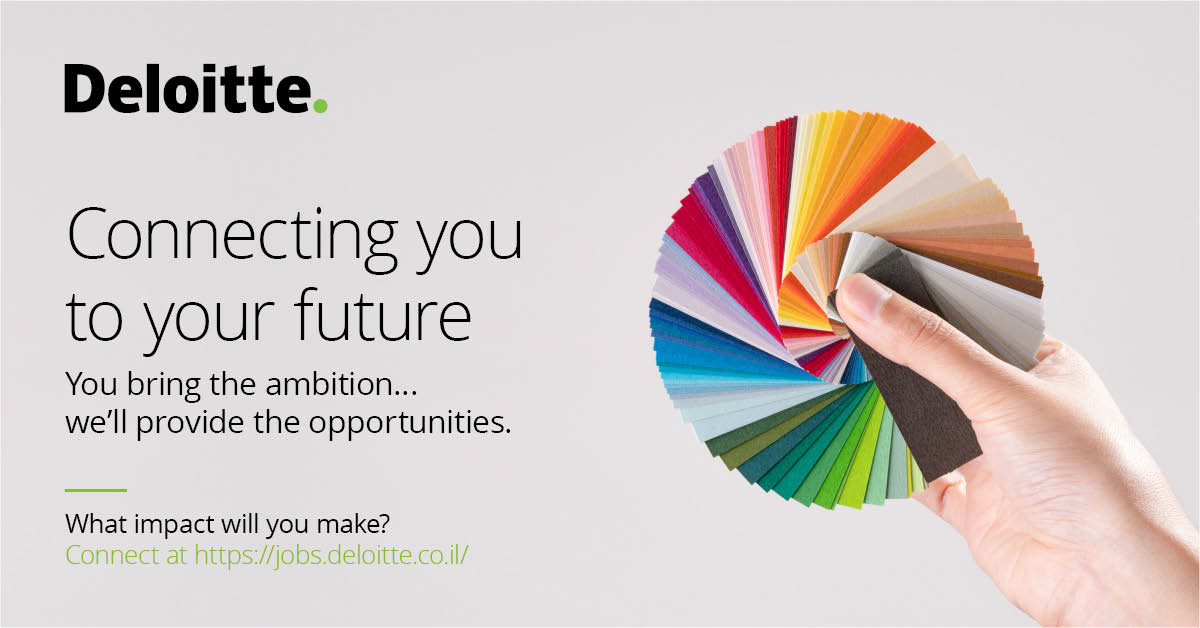 Deloitte.
Connecting you
to your future
You bring the ambition...
we’ll provide the opportunities.
What impact will you make?
Connect at https://jobs.deloitte.co.il/